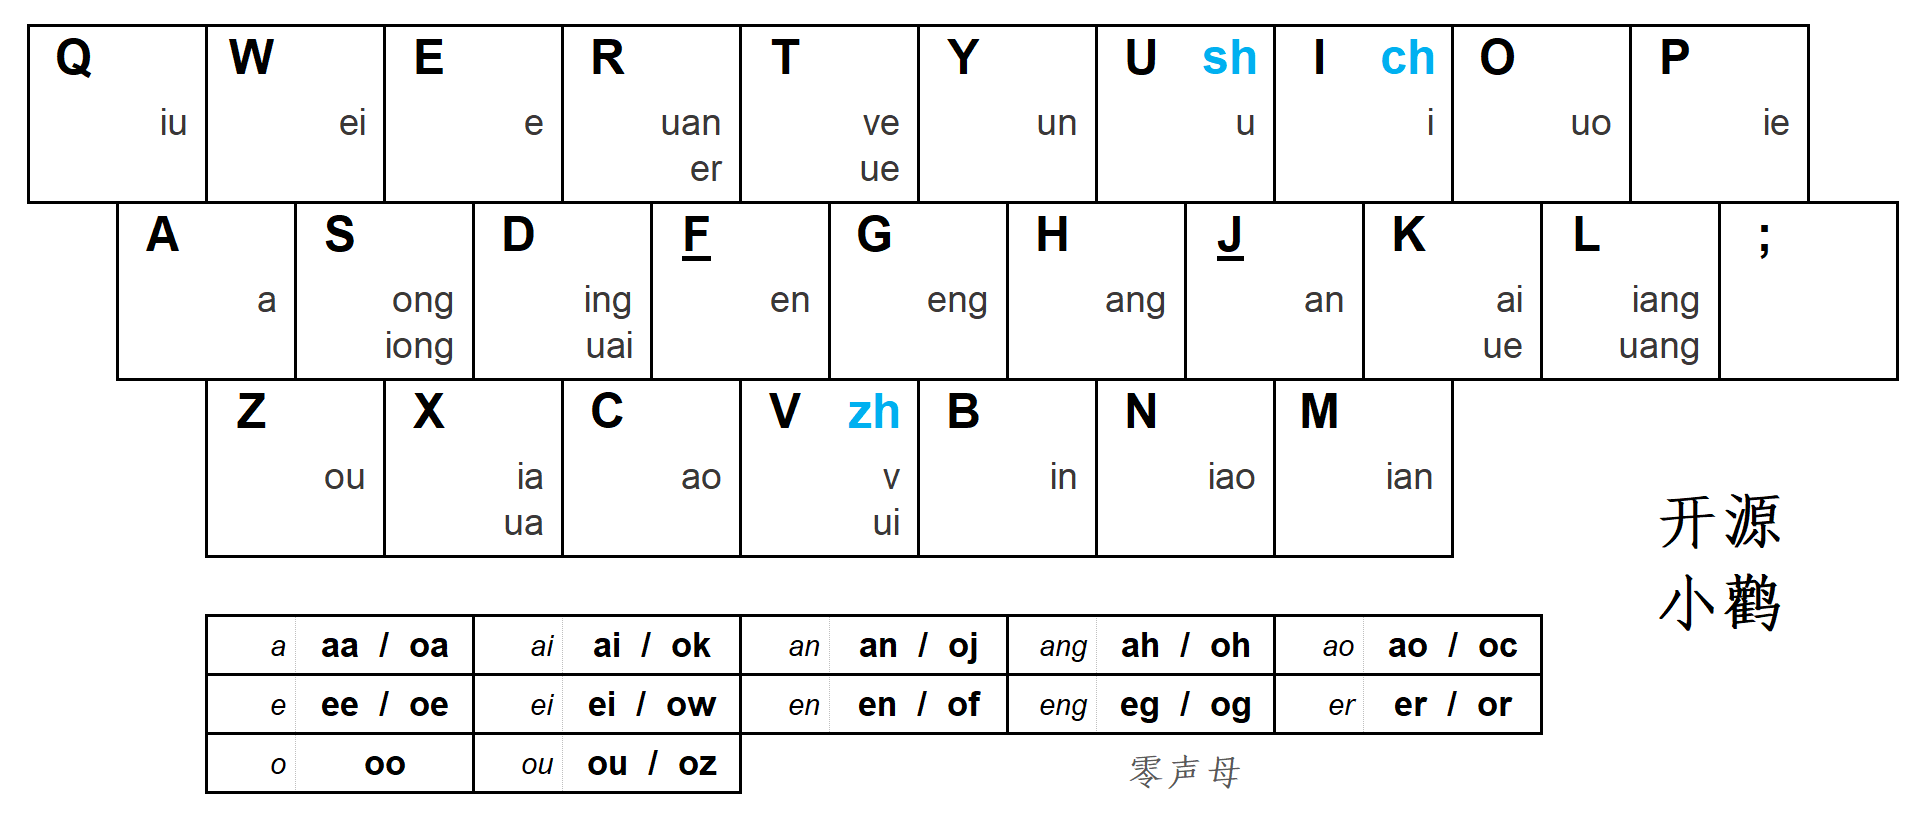 Q W E R T Y U sh I ch O P
iu ei e uan ve un u i uo ie
er ue
A S D F G H J K L ;
a ong ing en eng ang an ai iang
iong uai ue uang
Z X C V zh B N M
ou ia ao v in iao ian
ua ui
开源
小鹳
a aa / oa ai ai / ok an an / oj ang ah / oh ao ao / oc
e ee / oe ei ei / ow en en / of eng eg / og er er / or
o oo ou ou / oz
零声母